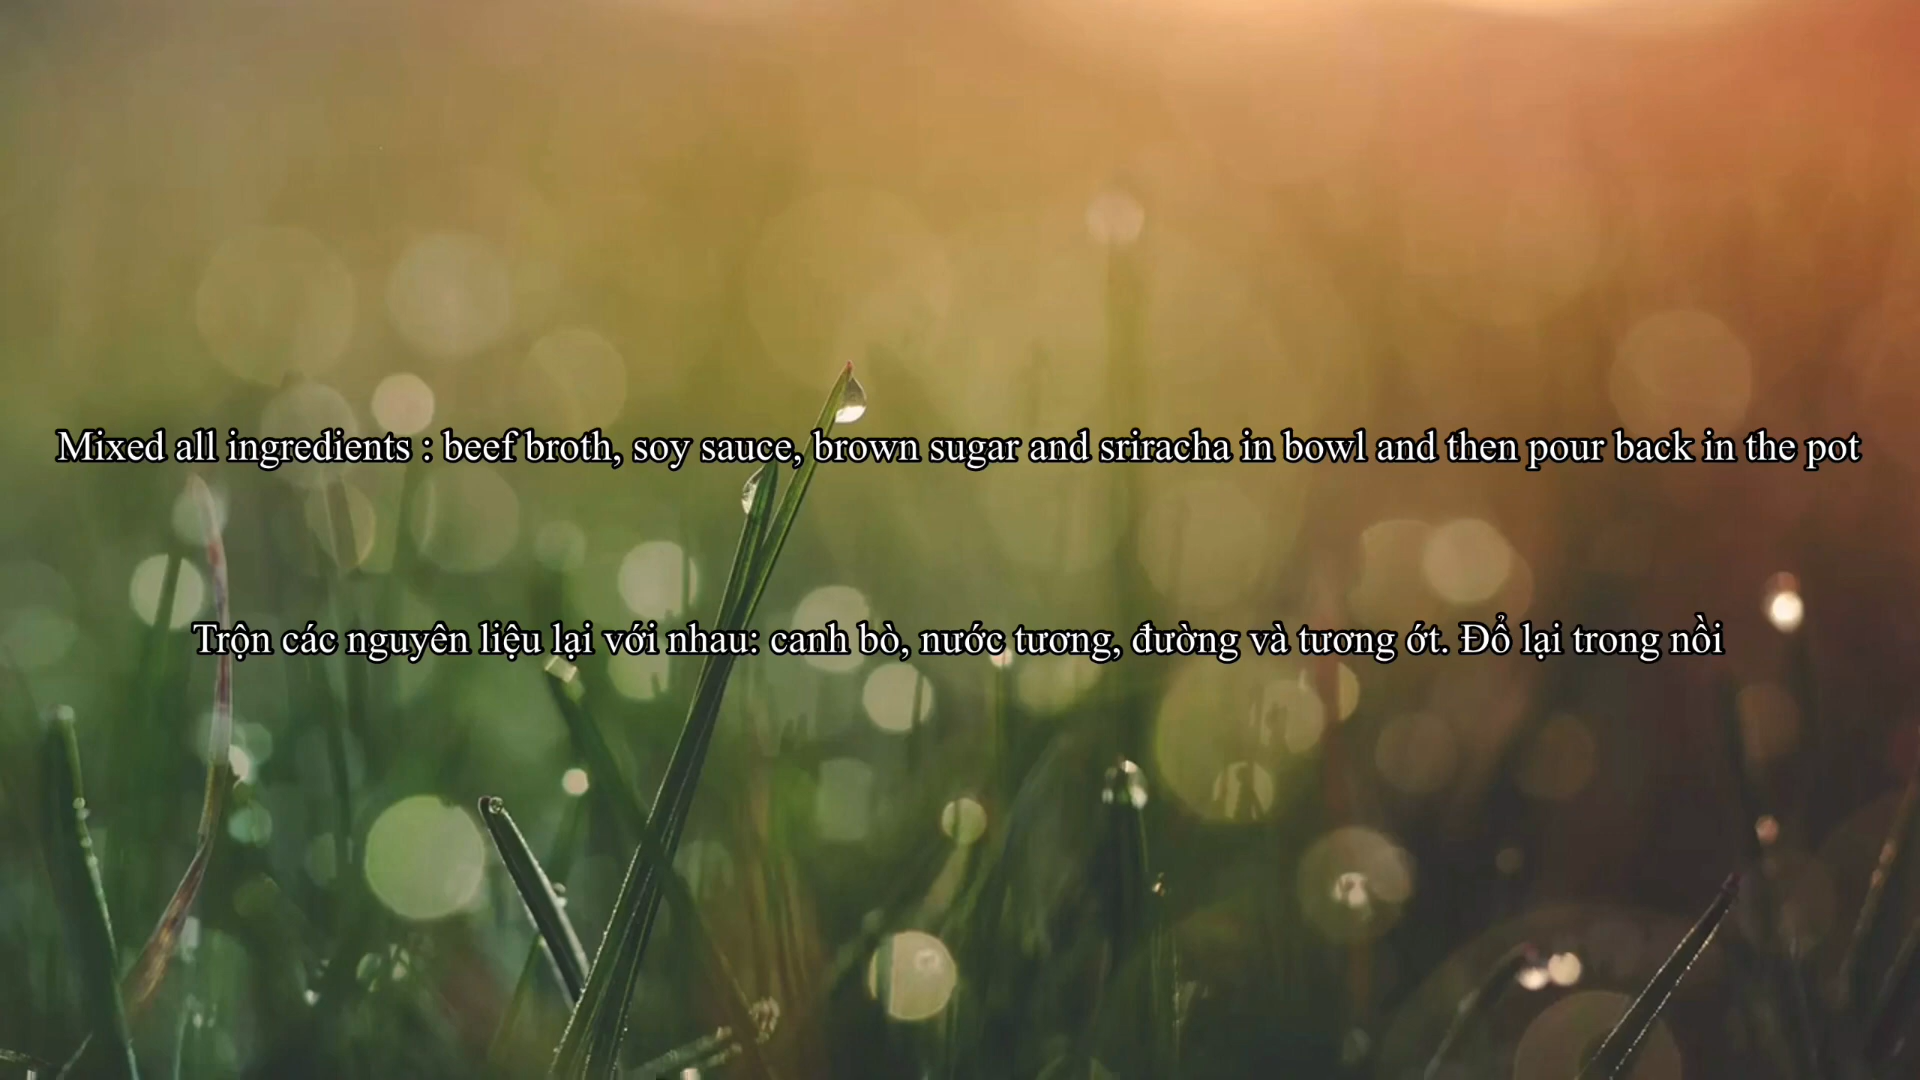 Mixed all ingredients : beef broth, soy sauce, brown sugar and sriracha in bowl and then pour back in the pot
Trộn các nguyên liệu lại với nhau: canh bò, nước tương, đường và tương ớt. Đổ lại trong nồi